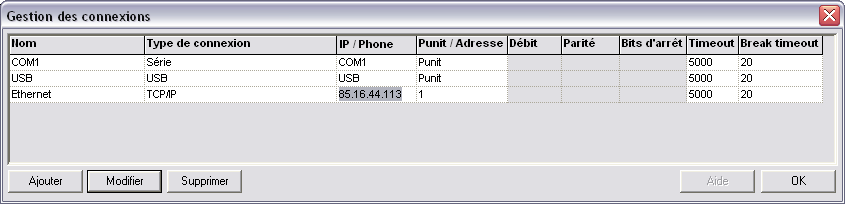 Gestion des connexions
Nom Type de connexion IP / Phone Punit / Adresse Débit Parité Bits d'arrêt Timeout Break timeout
COM1 Série COM1 Punit 5000 20
USB USB USB Punit 5000 20
Ethernet TCP/IP 85.16.44.113 1 5000 20
Ajouter Modifier Supprimer Aide OK